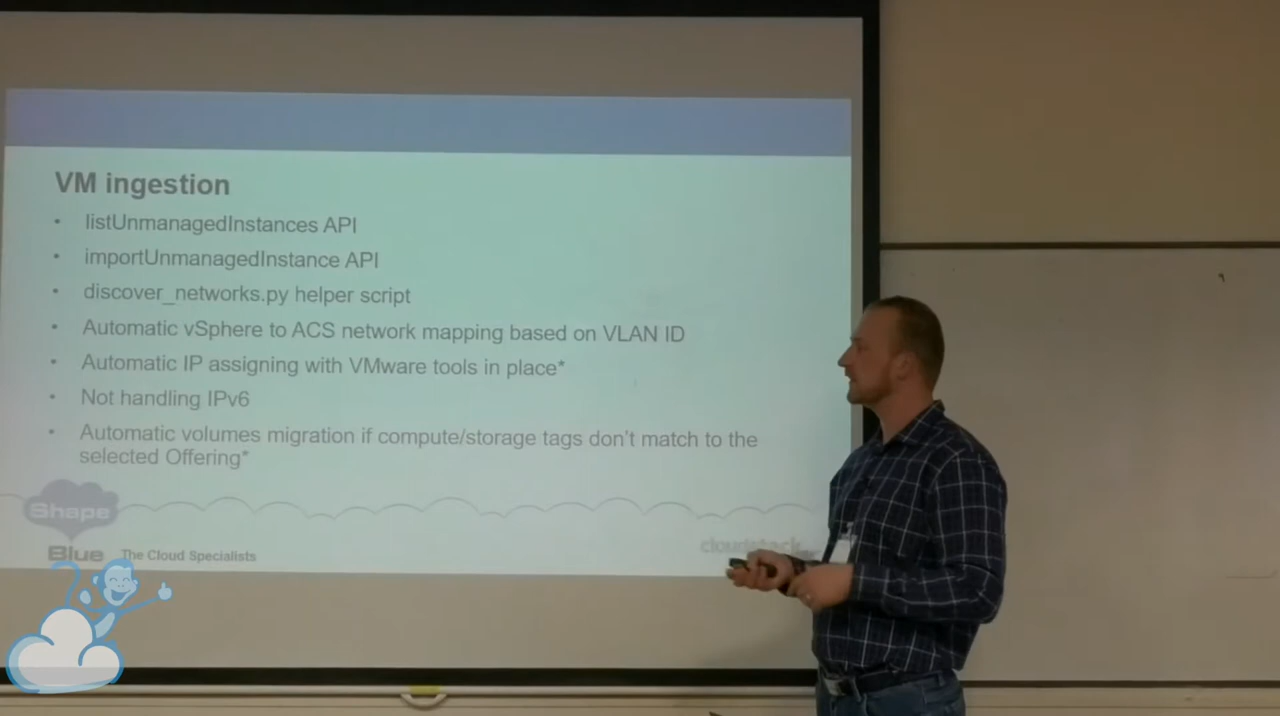 VM ingestion
• listUnmanagedInstances API
• importUnmanagedInstance API
• discover_networks.py helper script
• Automatic vSphere to ACS network mapping based on VLAN ID
• Automatic IP assigning with VMware tools in place*
• Not handling IPv6
• Automatic volumes migration if compute/storage tags don't match to the
selected Offering*
Shape
Blue The Cloud Specialists
cloudstack